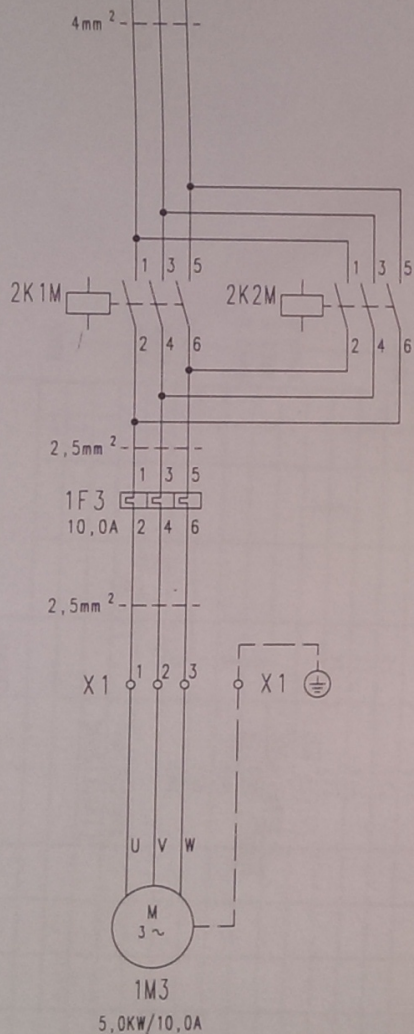 4mm²
1 3 5
1 3 5
2K1M
2K2M
2 4 6
2 4 6
2,5mm²
1 3 5
1F3
10,0A
2 4 6
2,5mm²
X1
1 2 3
X1
U V W
M
3~
1M3
5,0KW/10,0A